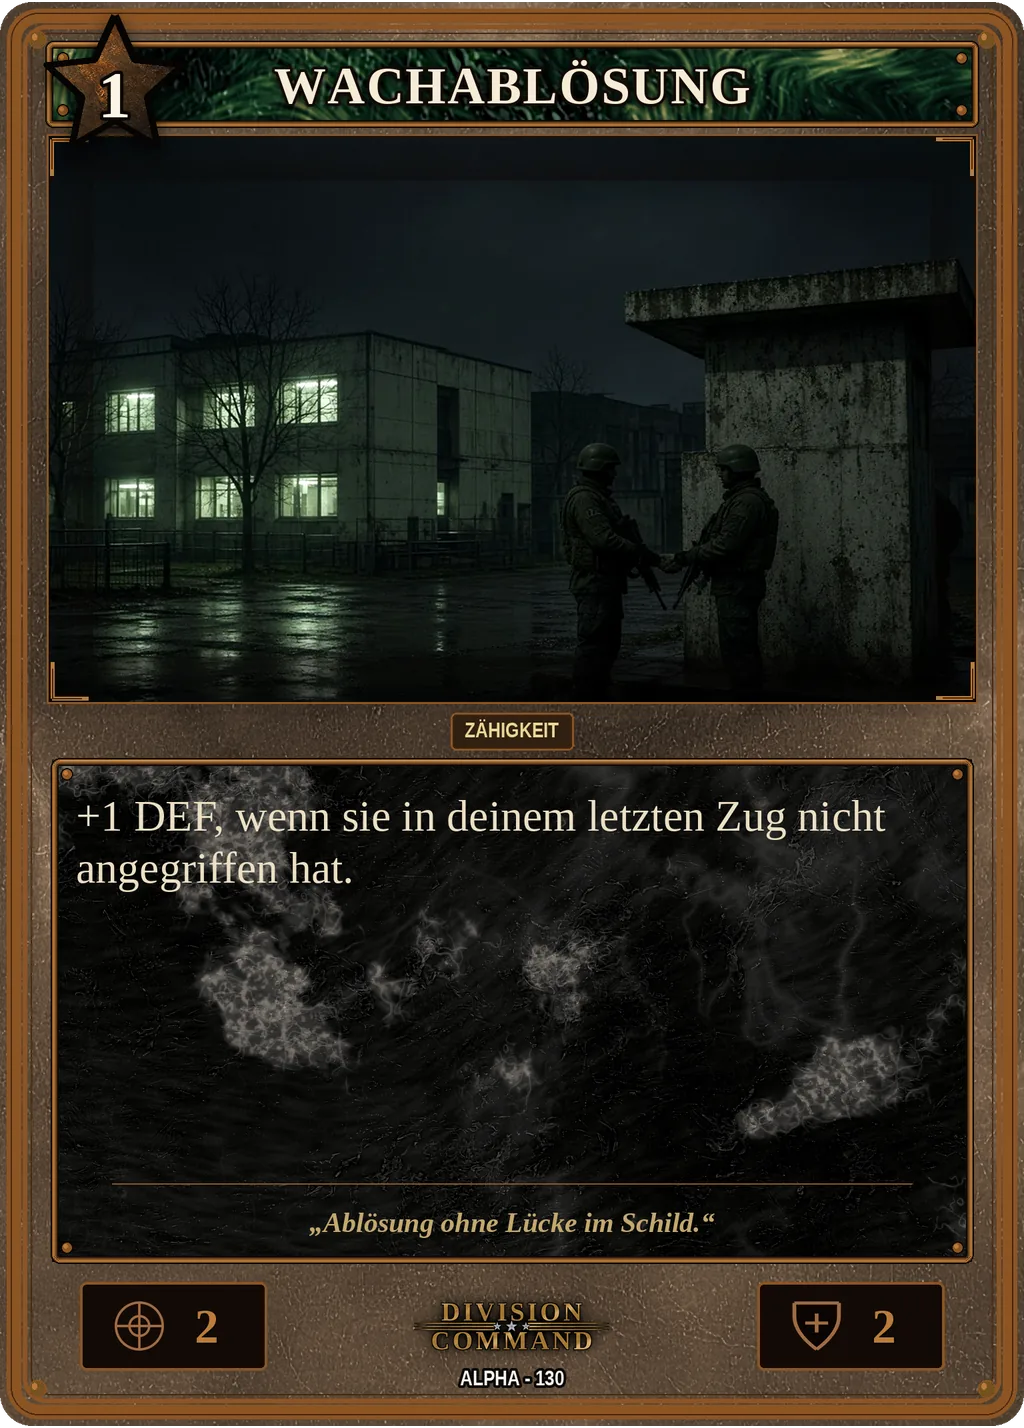 1
WACHABLÖSUNG
ZÄHIGKEIT
+1 DEF, wenn sie in deinem letzten Zug nicht
angegriffen hat.
„Ablösung ohne Lücke im Schild.“
2
DIVISION
COMMAND
2
ALPHA - 130